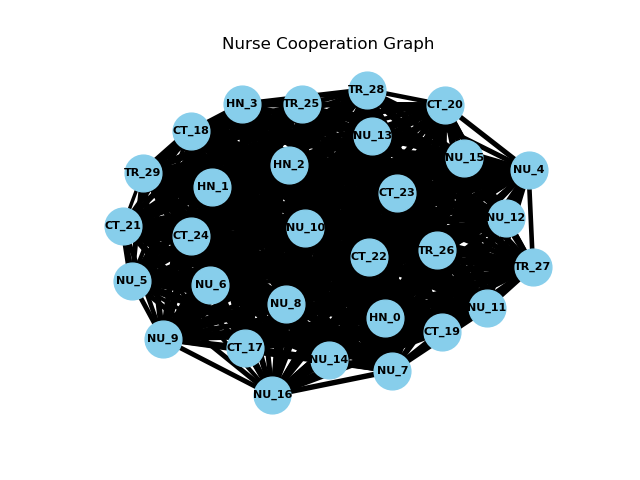 Nurse Cooperation Graph
TR_28
HN_3
TR_25
CT_20
CT_18
NU_13
NU_15
HN_2
NU_4
TR_29
HN_1
CT_23
NU_12
CT_21
NU_10
CT_24
TR_26
CT_22
TR_27
NU_5
NU_6
NU_8
NU_11
HN_0
CT_19
NU_9
CT_17
NU_14
NU_7
NU_16